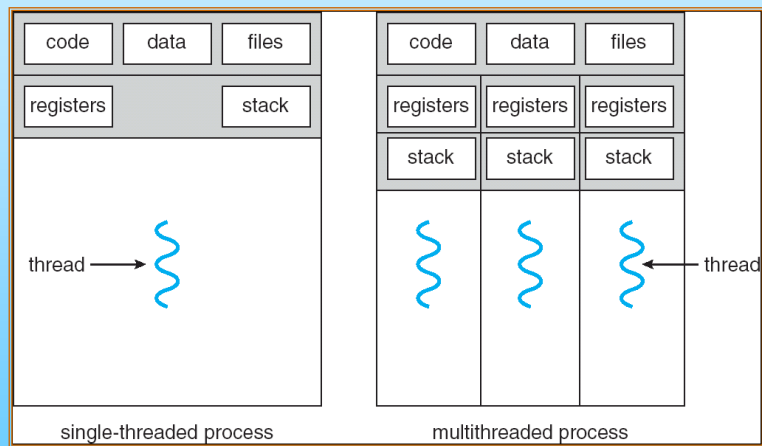 code data files
registers stack
thread
single-threaded process
code data files
registers registers registers
stack stack stack
thread
multithreaded process